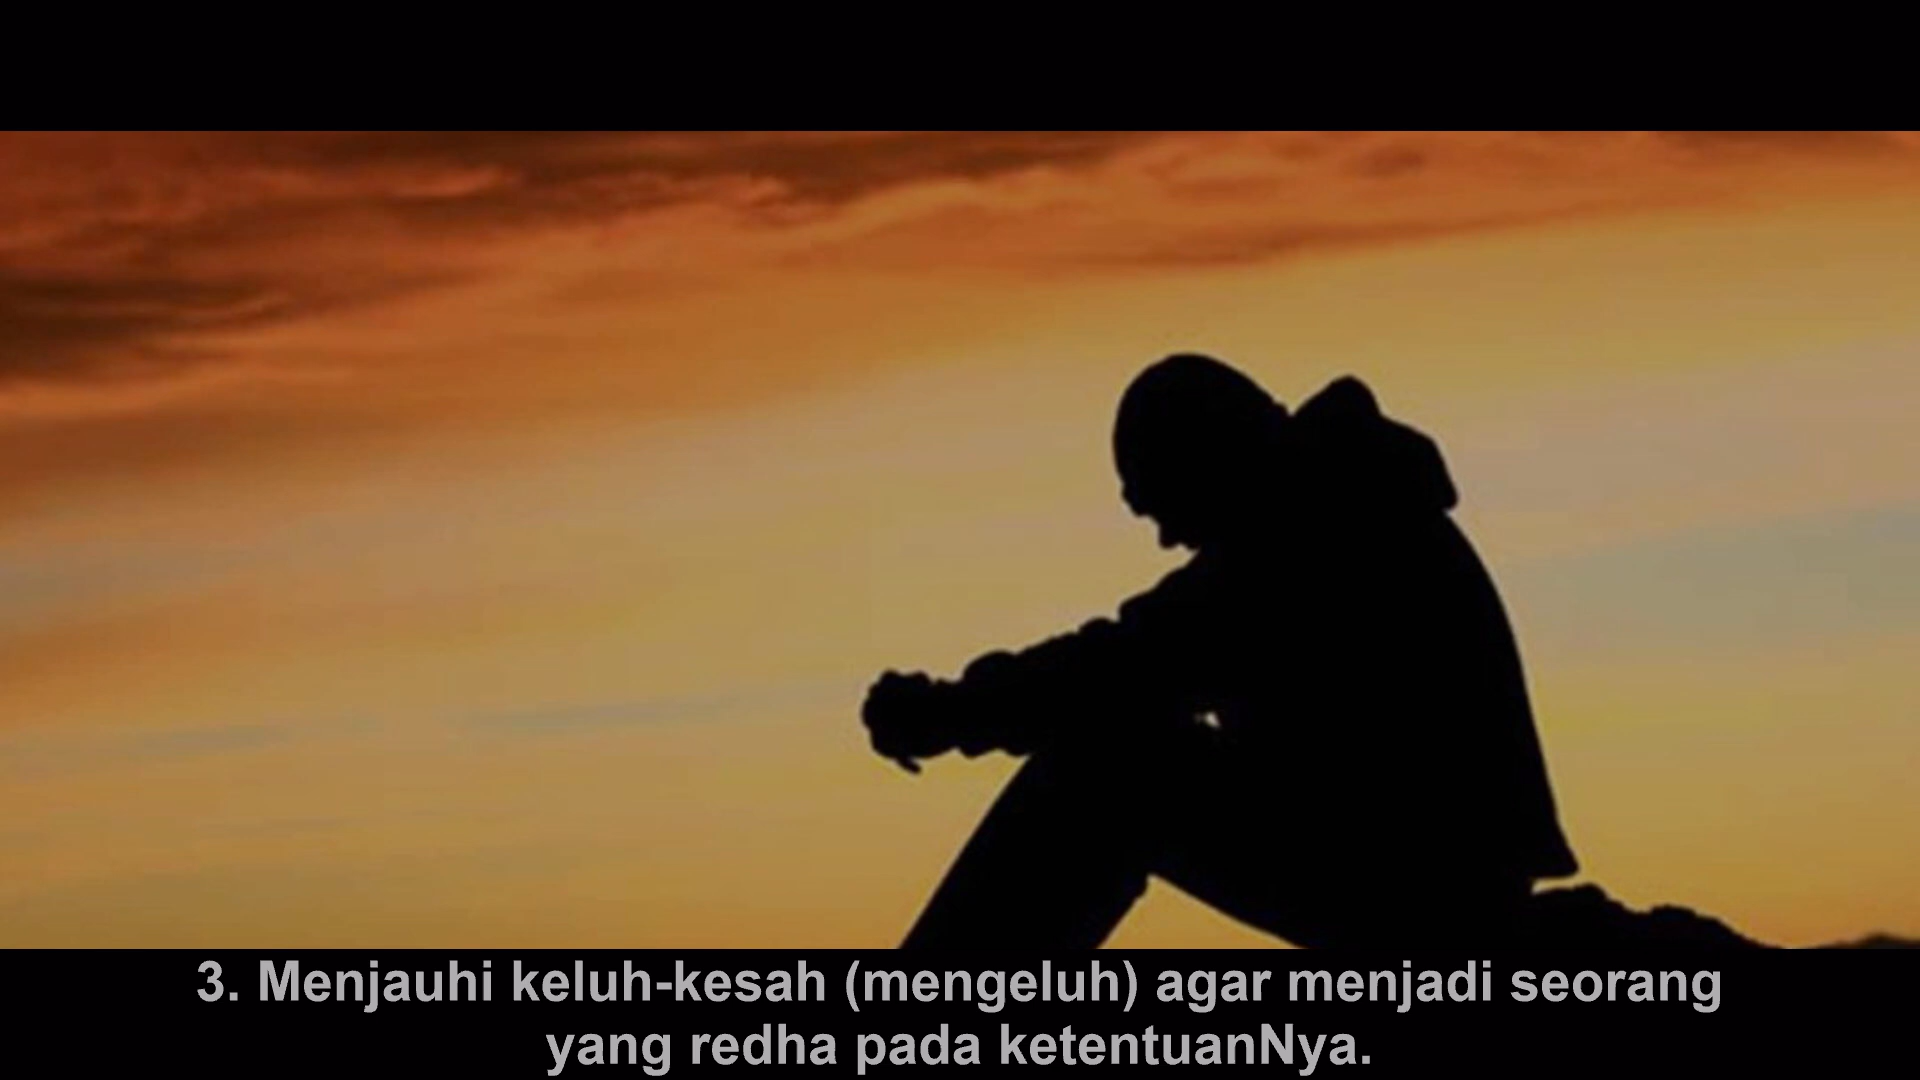 3. Menjauhi keluh-kesah (mengeluh) agar menjadi seorang
yang redha pada ketentuanNya.